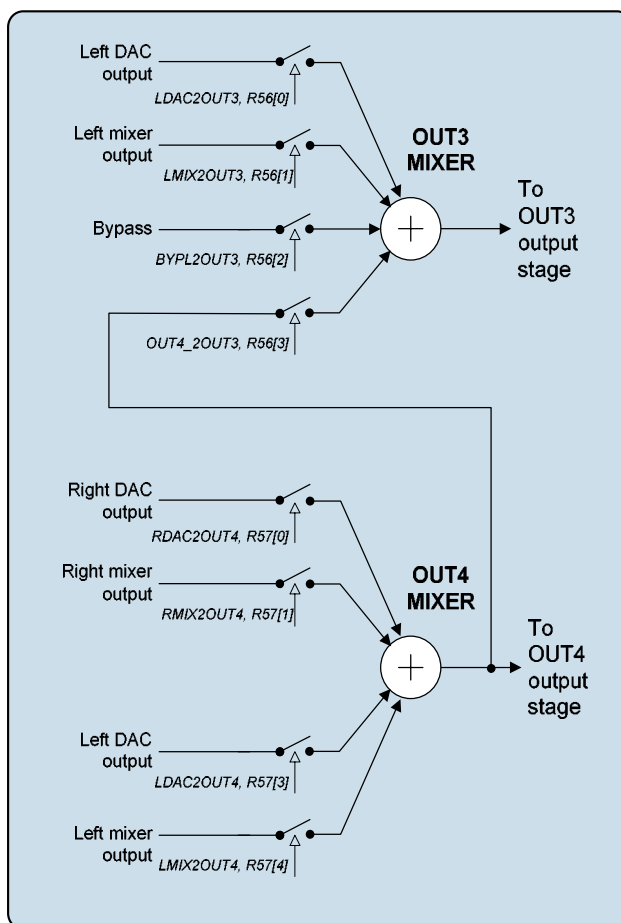 Left DAC
output
LDAC2OUT3, R56[0]
Left mixer
output
LMIX2OUT3, R56[1]
OUT3
MIXER
Bypass
BYPL2OUT3, R56[2]
To
OUT3
output
stage
OUT4_2OUT3, R56[3]
Right DAC
output
RDAC2OUT4, R57[0]
Right mixer
output
RMIX2OUT4, R57[1]
OUT4
MIXER
To
OUT4
output
stage
Left DAC
output
LDAC2OUT4, R57[3]
Left mixer
output
LMIX2OUT4, R57[4]